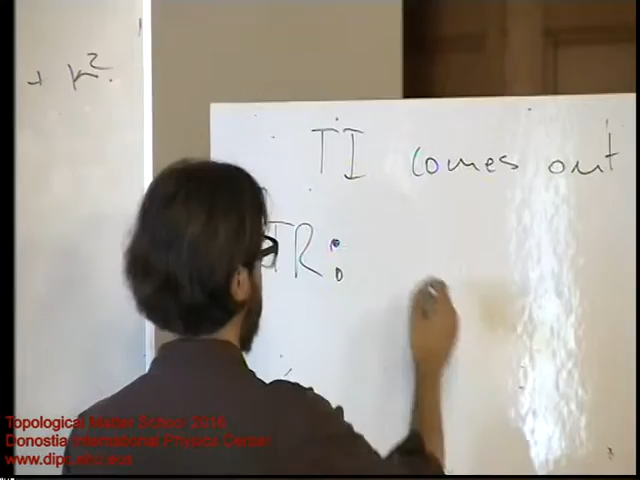 + k².
TI comes out
TR:
Topological Matter School 2016
Donostia International Physics Center
www.dipc.ehu.eus